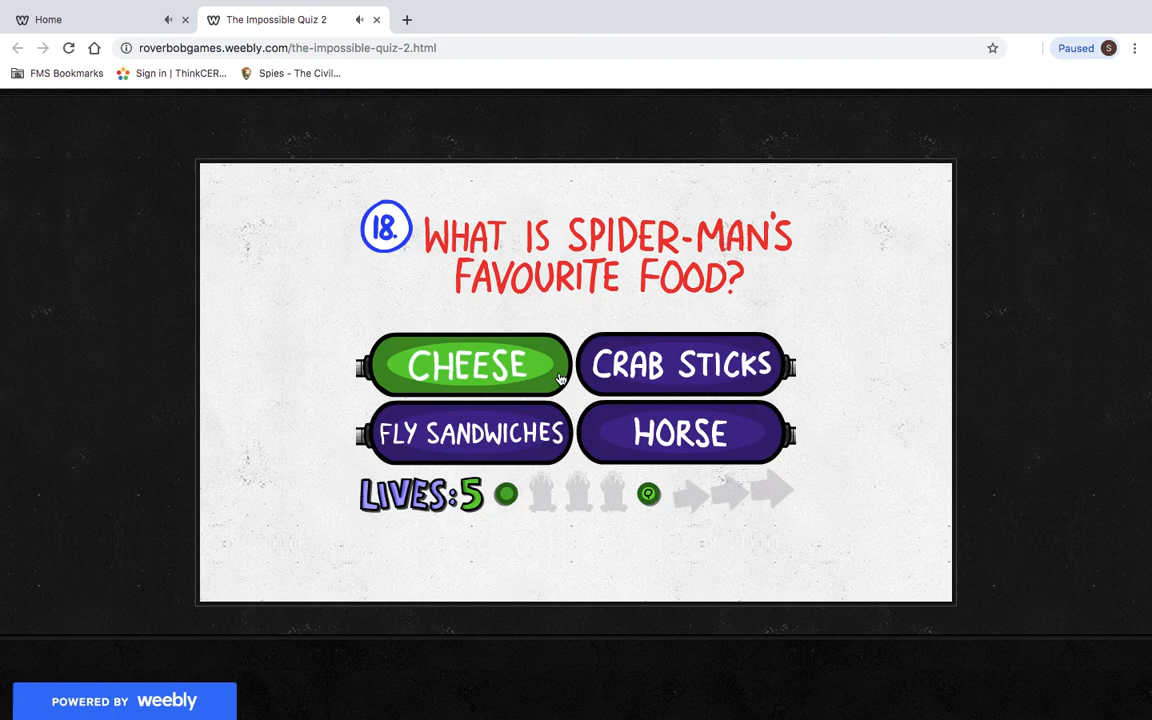 Home
The Impossible Quiz 2
roverbobgames.weebly.com/the-impossible-quiz-2.html
Paused S
FMS Bookmarks Sign in | ThinkCER... Spies - The Civil...
18. WHAT IS SPIDER-MAN'S
FAVOURITE FOOD?
CHEESE CRAB STICKS
FLY SANDWICHES HORSE
LIVES:5
POWERED BY weebly